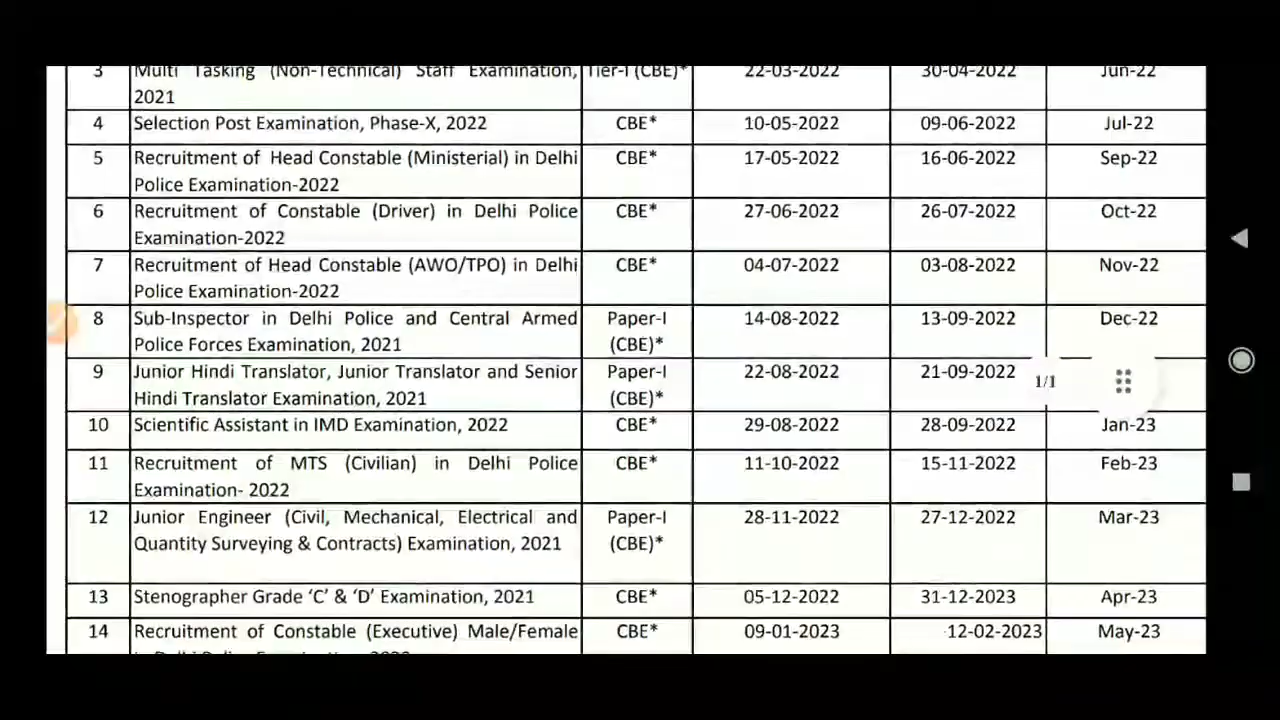 3 Multi Tasking (Non-Technical) Staff Examination, Tier-I (CBE)* 22-03-2022 30-04-2022 Jun-22
2021
4 Selection Post Examination, Phase-X, 2022 CBE* 10-05-2022 09-06-2022 Jul-22
5 Recruitment of Head Constable (Ministerial) in Delhi CBE* 17-05-2022 16-06-2022 Sep-22
Police Examination-2022
6 Recruitment of Constable (Driver) in Delhi Police CBE* 27-06-2022 26-07-2022 Oct-22
Examination-2022
7 Recruitment of Head Constable (AWO/TPO) in Delhi CBE* 04-07-2022 03-08-2022 Nov-22
Police Examination-2022
8 Sub-Inspector in Delhi Police and Central Armed Paper-I 14-08-2022 13-09-2022 Dec-22
Police Forces Examination, 2021 (CBE)*
9 Junior Hindi Translator, Junior Translator and Senior Paper-I 22-08-2022 21-09-2022 1/1
Hindi Translator Examination, 2021 (CBE)*
10 Scientific Assistant in IMD Examination, 2022 CBE* 29-08-2022 28-09-2022 Jan-23
11 Recruitment of MTS (Civilian) in Delhi Police CBE* 11-10-2022 15-11-2022 Feb-23
Examination- 2022
12 Junior Engineer (Civil, Mechanical, Electrical and Paper-I 28-11-2022 27-12-2022 Mar-23
Quantity Surveying & Contracts) Examination, 2021 (CBE)*
13 Stenographer Grade ‘C’ & ‘D’ Examination, 2021 CBE* 05-12-2022 31-12-2023 Apr-23
14 Recruitment of Constable (Executive) Male/Female CBE* 09-01-2023 12-02-2023 May-23